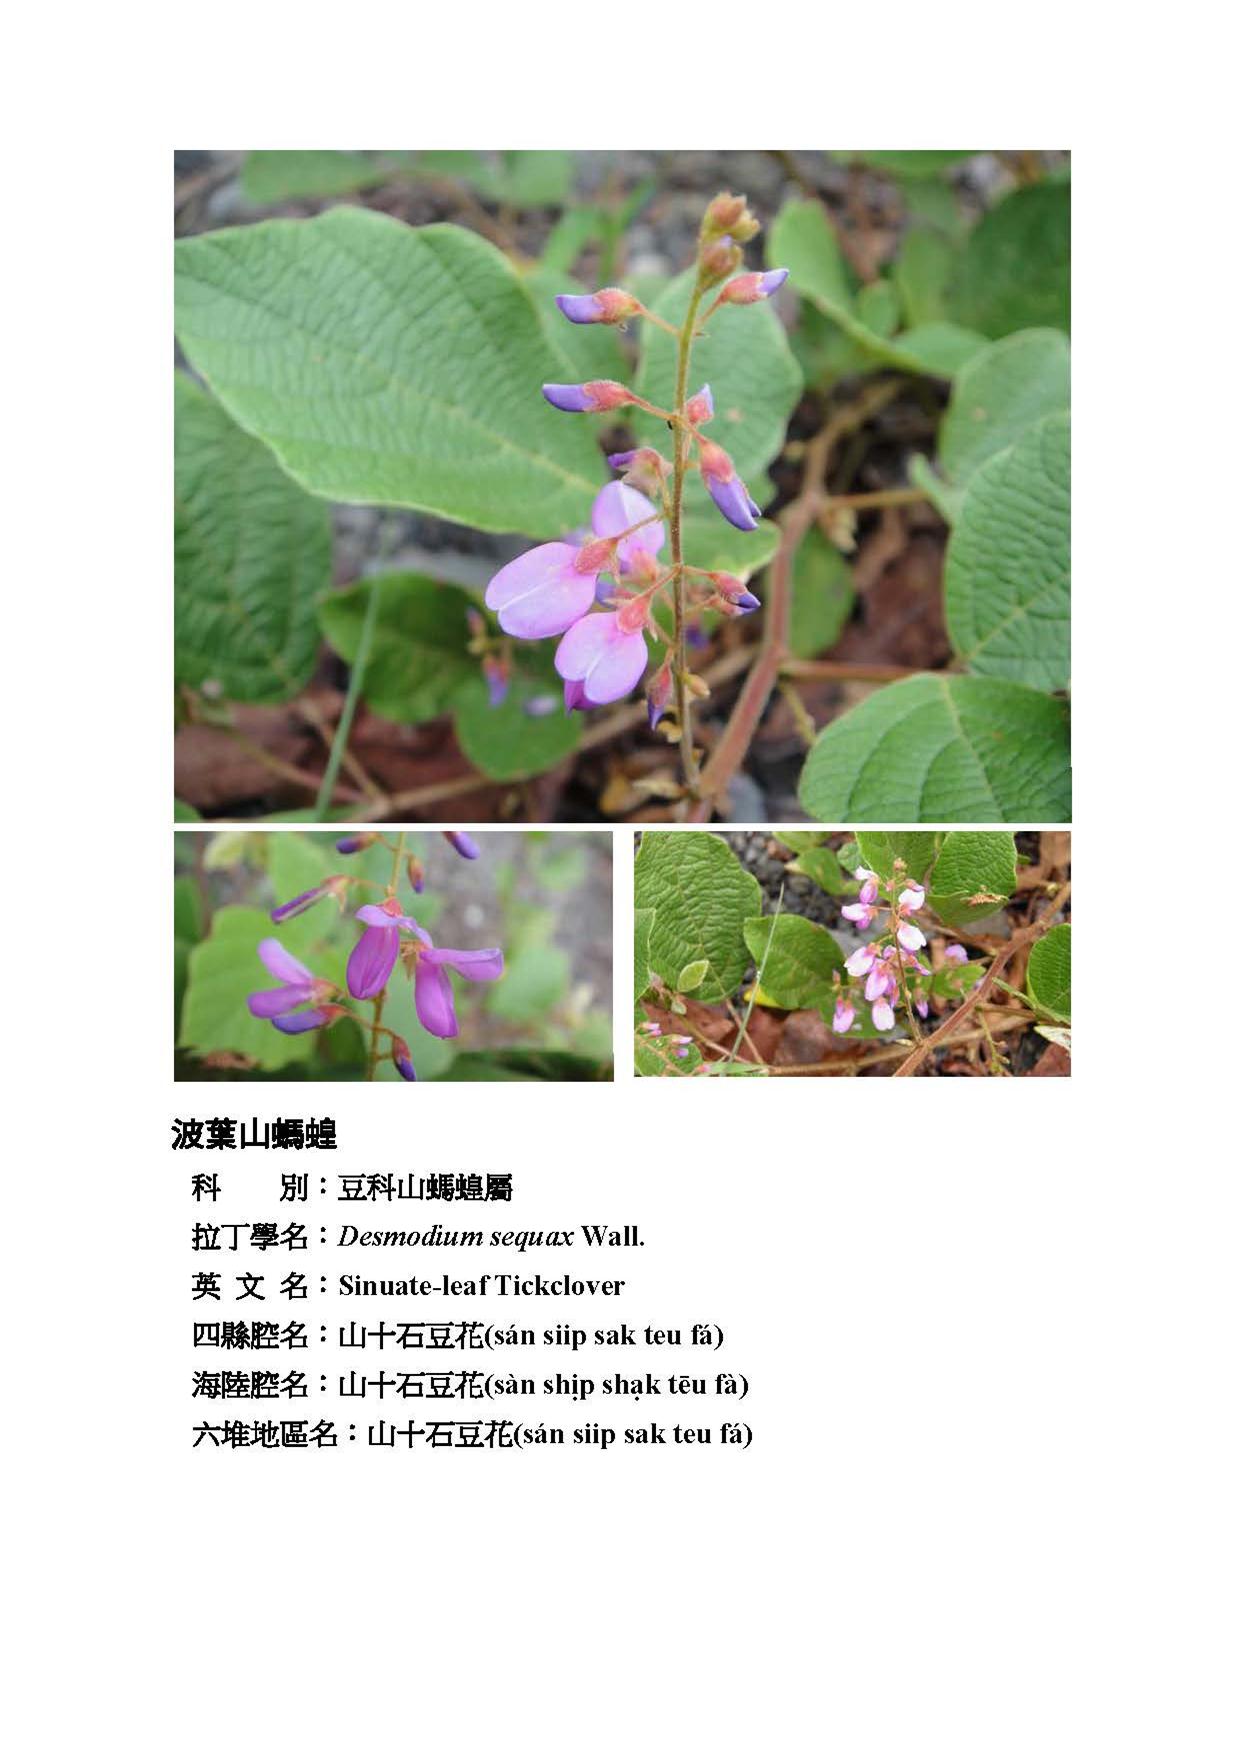 波葉山螞蝗
科　　別：豆科山螞蝗屬
拉丁學名：Desmodium sequax Wall.
英 文 名：Sinuate-leaf Tickclover
四縣腔名：山十石豆花(sán siip sak teu fá)
海陸腔名：山十石豆花(sàn shi̍p sha̍k tēu fà)
六堆地區名：山十石豆花(sán siip sak teu fá)